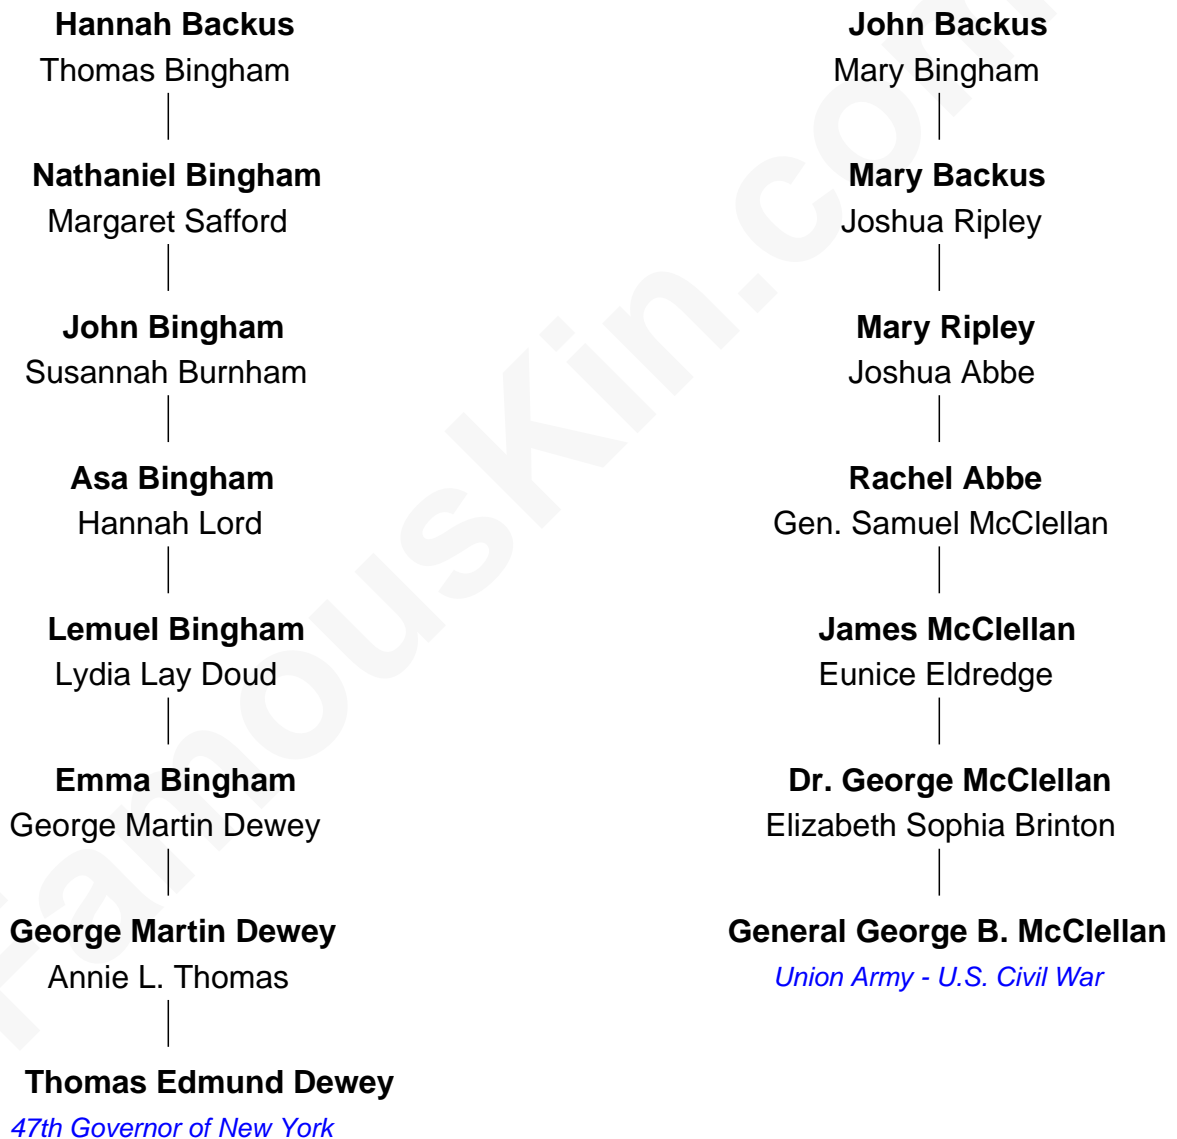 Hannah Backus
Thomas Bingham
Nathaniel Bingham
Margaret Safford
John Bingham
Susannah Burnham
Asa Bingham
Hannah Lord
Lemuel Bingham
Lydia Lay Doud
Emma Bingham
George Martin Dewey
George Martin Dewey
Annie L. Thomas
Thomas Edmund Dewey
47th Governor of New York
John Backus
Mary Bingham
Mary Backus
Joshua Ripley
Mary Ripley
Joshua Abbe
Rachel Abbe
Gen. Samuel McClellan
James McClellan
Eunice Eldredge
Dr. George McClellan
Elizabeth Sophia Brinton
General George B. McClellan
Union Army - U.S. Civil War
FamousKin.com